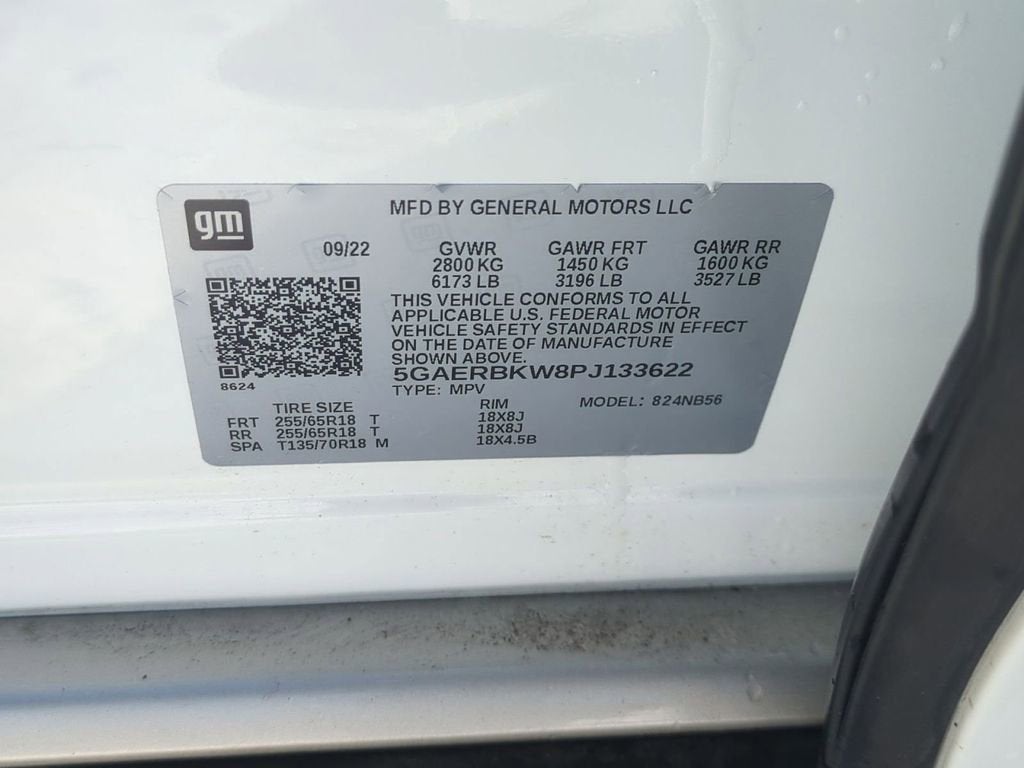 gm
MFD BY GENERAL MOTORS LLC
09/22 GVWR GAWR FRT GAWR RR
2800 KG 1450 KG 1600 KG
6173 LB 3196 LB 3527 LB
THIS VEHICLE CONFORMS TO ALL
APPLICABLE U.S. FEDERAL MOTOR
VEHICLE SAFETY STANDARDS IN EFFECT
ON THE DATE OF MANUFACTURE
SHOWN ABOVE.
8624
5GAERBKW8PJ133622
TYPE: MPV MODEL: 824NB56
TIRE SIZE RIM
FRT 255/65R18 T 18X8J
RR 255/65R18 T 18X8J
SPA T135/70R18 M 18X4.5B